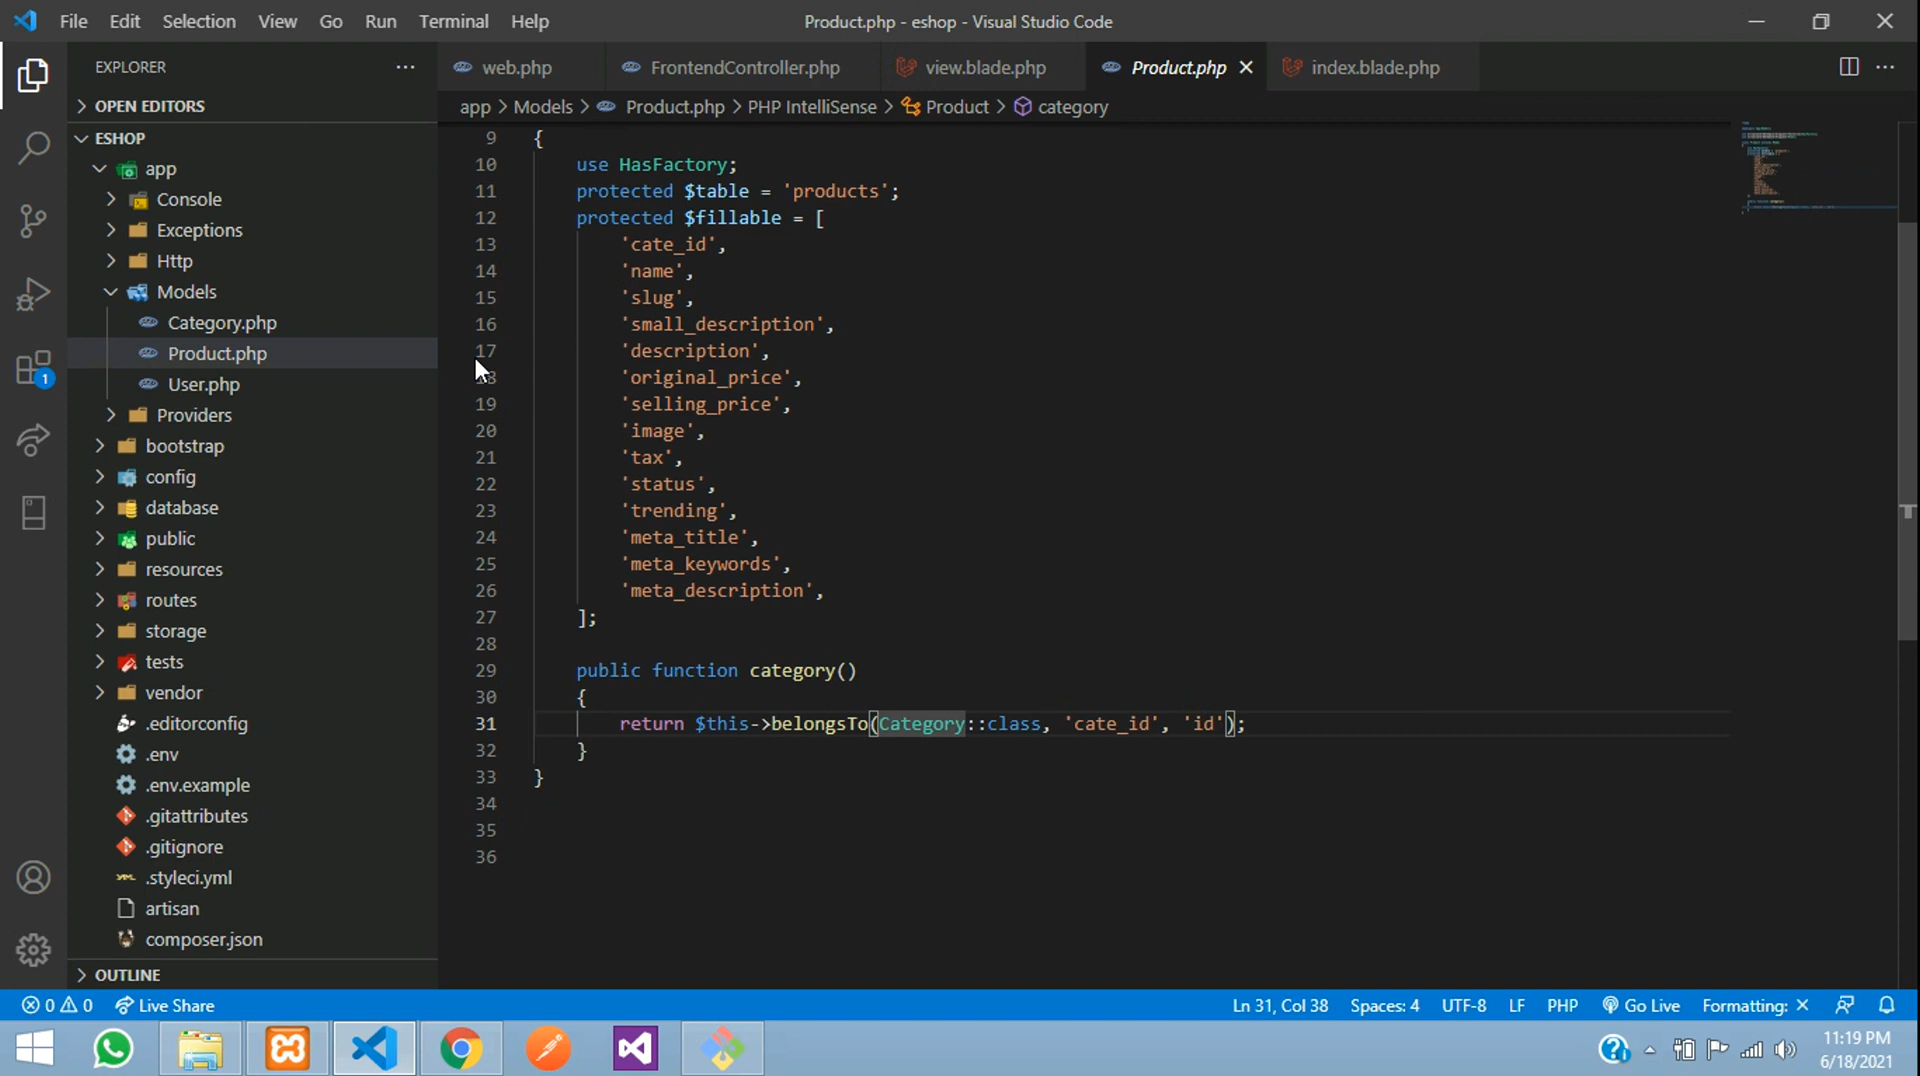 File Edit Selection View Go Run Terminal Help
Product.php - eshop - Visual Studio Code
EXPLORER
web.php
FrontendController.php
view.blade.php
Product.php
index.blade.php
OPEN EDITORS
app > Models > Product.php > PHP IntelliSense > Product > category
ESHOP
app
Console
Exceptions
Http
Models
Category.php
Product.php
User.php
Providers
bootstrap
config
database
public
resources
routes
storage
tests
vendor
.editorconfig
.env
.env.example
.gitattributes
.gitignore
.styleci.yml
artisan
composer.json
OUTLINE
9 {
10 use HasFactory;
11 protected $table = 'products';
12 protected $fillable = [
13 'cate_id',
14 'name',
15 'slug',
16 'small_description',
17 'description',
18 'original_price',
19 'selling_price',
20 'image',
21 'tax',
22 'status',
23 'trending',
24 'meta_title',
25 'meta_keywords',
26 'meta_description',
27 ];
28
29 public function category()
30 {
31 return $this->belongsTo(Category::class, 'cate_id', 'id');
32 }
33 }
34
35
36
1
0 0 Live Share
Ln 31, Col 38 Spaces: 4 UTF-8 LF PHP Go Live Formatting: ×
11:19 PM
6/18/2021